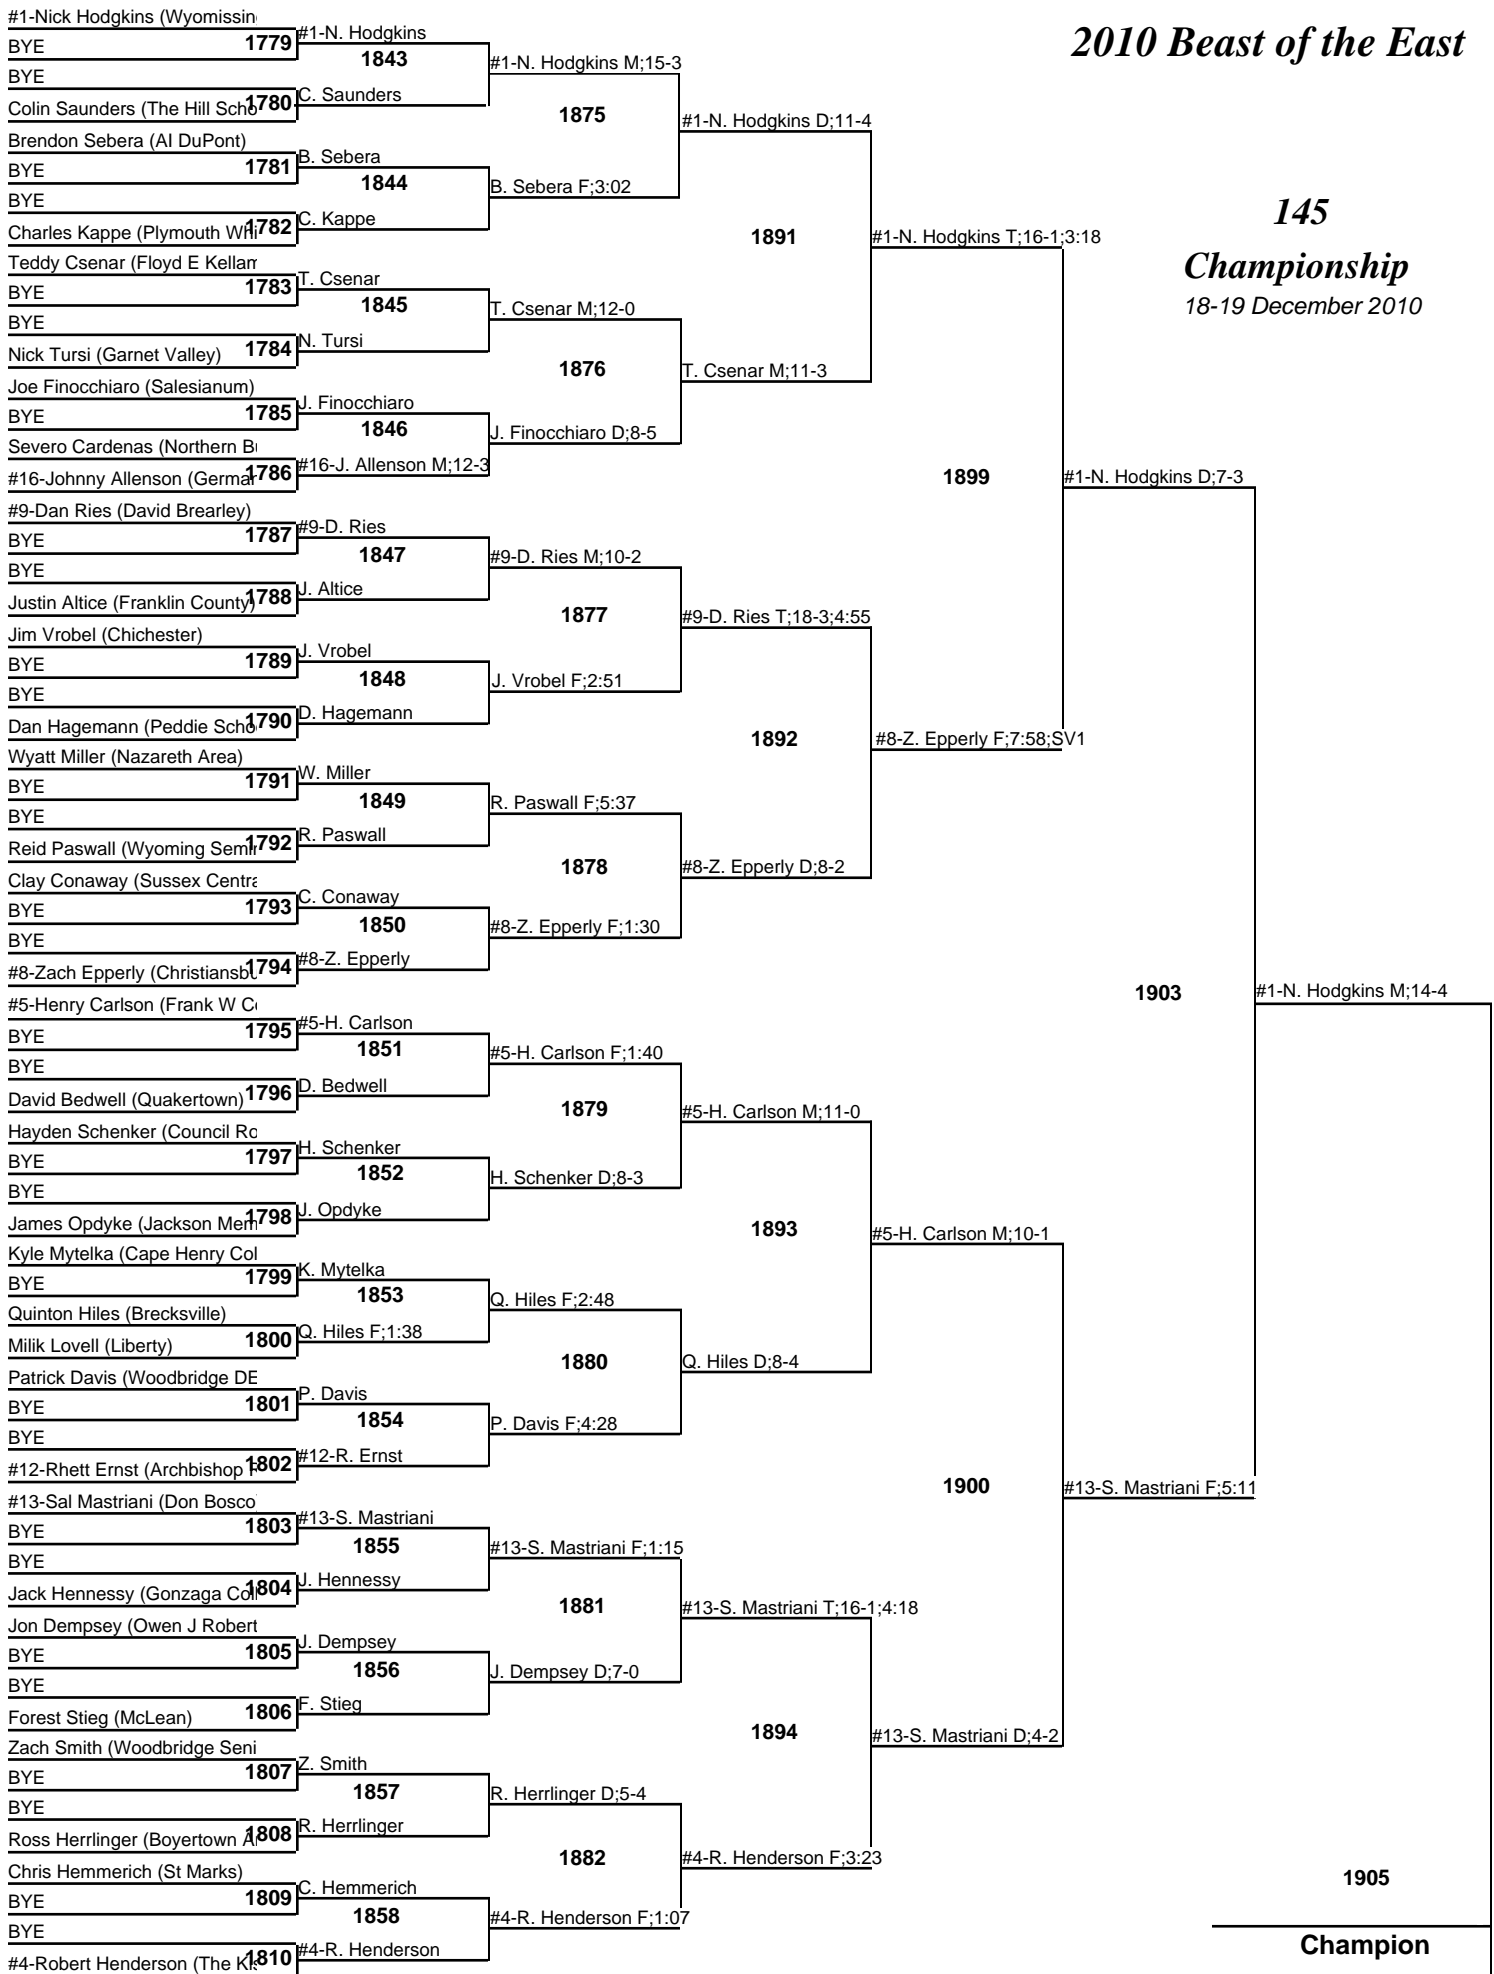 2010 Beast of the East
145
Championship
18-19 December 2010
#1-Nick Hodgkins (Wyomissin
BYE
1779
BYE
Colin Saunders (The Hill Scho
1780
Brendon Sebera (AI DuPont)
BYE
1781
BYE
Charles Kappe (Plymouth Whi
1782
Teddy Csenar (Floyd E Kellam
BYE
1783
BYE
Nick Tursi (Garnet Valley)
1784
Joe Finocchiaro (Salesianum)
BYE
1785
Severo Cardenas (Northern B
#16-Johnny Allenson (German
1786
#9-Dan Ries (David Brearley)
BYE
1787
BYE
Justin Altice (Franklin County)
1788
Jim Vrobel (Chichester)
BYE
1789
BYE
Dan Hagemann (Peddie Scho
1790
Wyatt Miller (Nazareth Area)
BYE
1791
BYE
Reid Paswall (Wyoming Semin
1792
Clay Conaway (Sussex Centra
BYE
1793
BYE
#8-Zach Epperly (Christiansbu
1794
#5-Henry Carlson (Frank W C
BYE
1795
BYE
David Bedwell (Quakertown)
1796
Hayden Schenker (Council Ro
BYE
1797
BYE
James Opdyke (Jackson Mem
1798
Kyle Mytelka (Cape Henry Col
BYE
1799
Quinton Hiles (Brecksville)
Milik Lovell (Liberty)
1800
Patrick Davis (Woodbridge DE
BYE
1801
BYE
#12-Rhett Ernst (Archbishop
1802
#13-Sal Mastriani (Don Bosco
BYE
1803
BYE
Jack Hennessy (Gonzaga Col
1804
Jon Dempsey (Owen J Robert
BYE
1805
BYE
Forest Stieg (McLean)
1806
Zach Smith (Woodbridge Seni
BYE
1807
BYE
Ross Herrlinger (Boyertown A
1808
Chris Hemmerich (St Marks)
BYE
1809
BYE
#4-Robert Henderson (The Ki
1810
#1-N. Hodgkins
1843
C. Saunders
B. Sebera
1844
C. Kappe
T. Csenar
1845
N. Tursi
J. Finocchiaro
1846
#16-J. Allenson M;12-3
#9-D. Ries
1847
J. Altice
J. Vrobel
1848
D. Hagemann
W. Miller
1849
R. Paswall
C. Conaway
1850
#8-Z. Epperly
#5-H. Carlson
1851
D. Bedwell
H. Schenker
1852
J. Opdyke
K. Mytelka
1853
Q. Hiles F;1:38
P. Davis
1854
#12-R. Ernst
#13-S. Mastriani
1855
J. Hennessy
J. Dempsey
1856
F. Stieg
Z. Smith
1857
R. Herrlinger
C. Hemmerich
1858
#4-R. Henderson
#1-N. Hodgkins M;15-3
1875
B. Sebera F;3:02
T. Csenar M;12-0
1876
J. Finocchiaro D;8-5
#9-D. Ries M;10-2
1877
J. Vrobel F;2:51
R. Paswall F;5:37
1878
#8-Z. Epperly F;1:30
#5-H. Carlson F;1:40
1879
H. Schenker D;8-3
Q. Hiles F;2:48
1880
P. Davis F;4:28
#13-S. Mastriani F;1:15
1881
J. Dempsey D;7-0
R. Herrlinger D;5-4
1882
#4-R. Henderson F;1:07
#1-N. Hodgkins D;11-4
1891
T. Csenar M;11-3
#9-D. Ries T;18-3;4:55
1892
#8-Z. Epperly D;8-2
#5-H. Carlson M;11-0
1893
Q. Hiles D;8-4
#13-S. Mastriani T;16-1;4:18
1894
#4-R. Henderson F;3:23
#1-N. Hodgkins T;16-1;3:18
1899
#8-Z. Epperly F;7:58;SV1
#5-H. Carlson M;10-1
1900
#13-S. Mastriani D;4-2
#1-N. Hodgkins D;7-3
1903
#13-S. Mastriani F;5:11
#1-N. Hodgkins M;14-4
1905
Champion